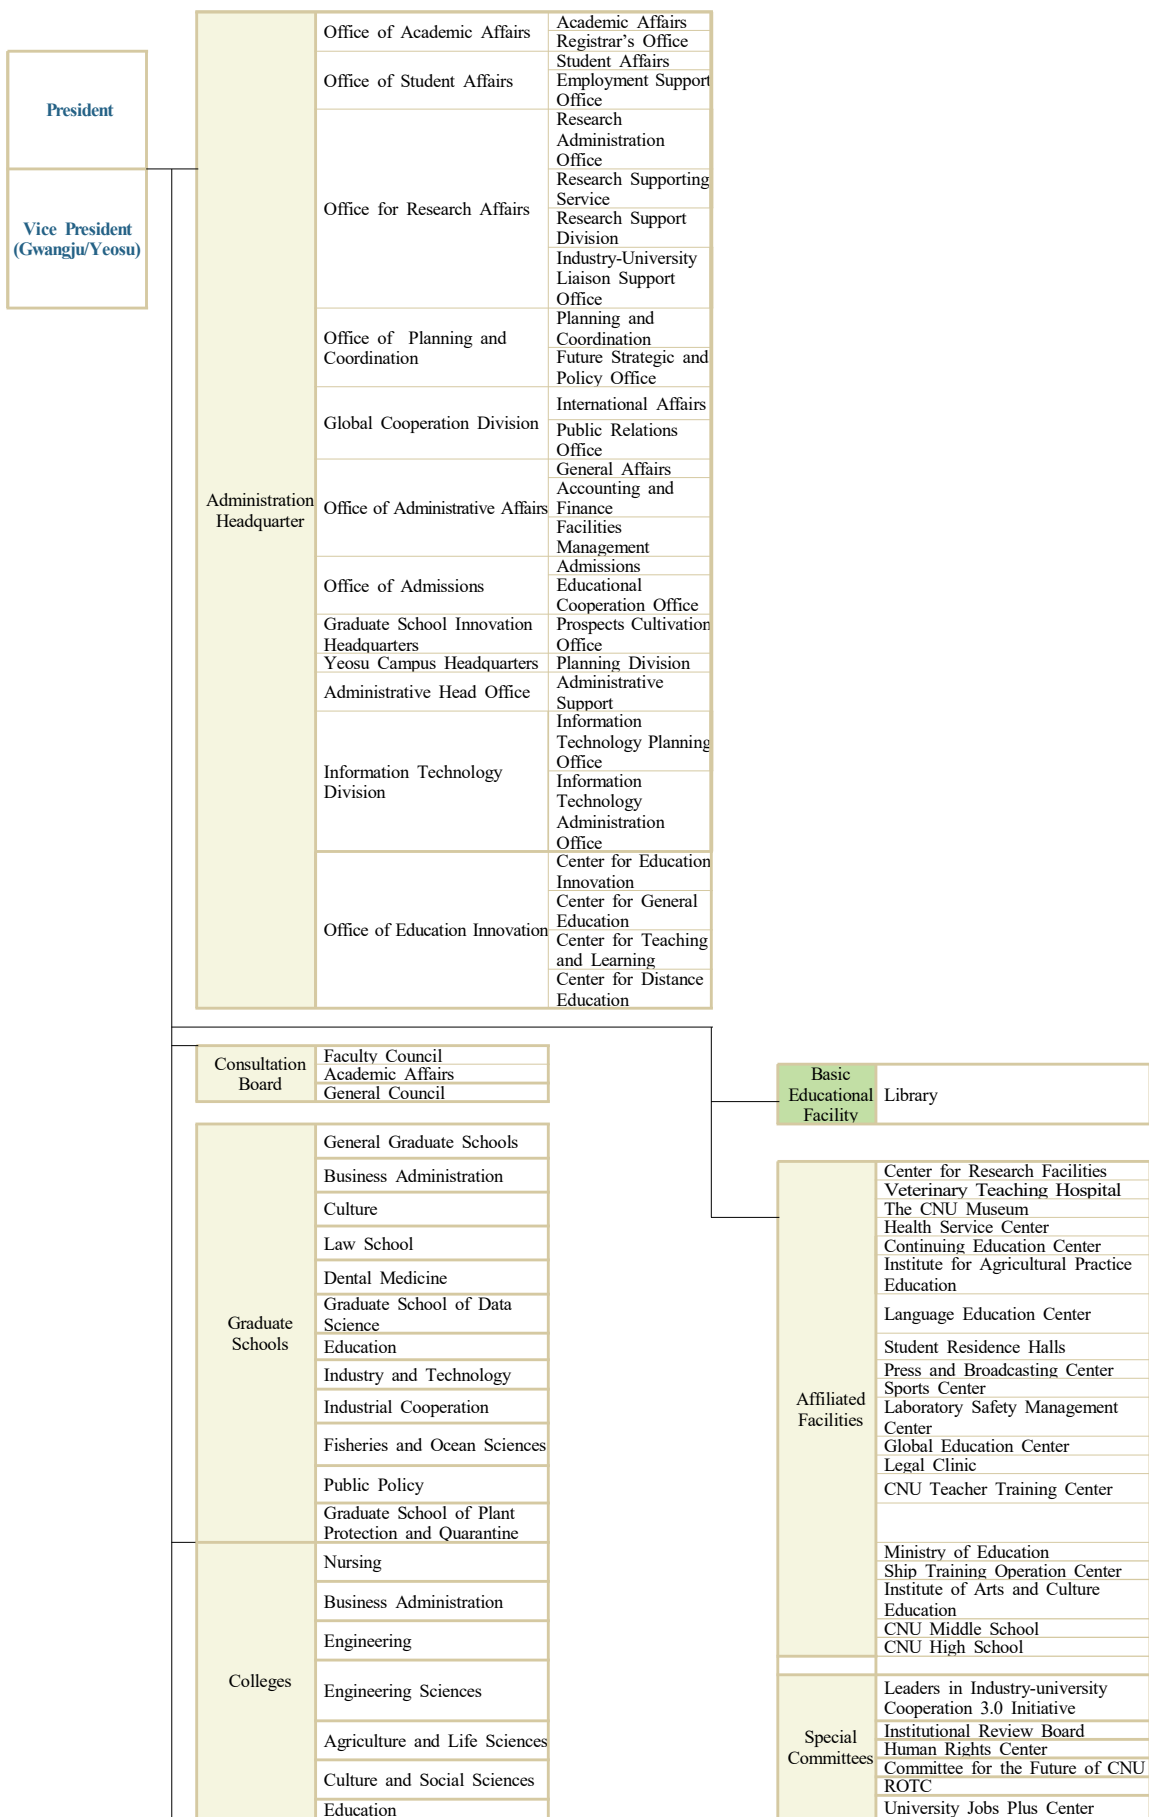 President
Vice President
(Gwangju/Yeosu)
Administration
Headquarter
Office of Academic Affairs
Academic Affairs
Registrar's Office
Office of Student Affairs
Student Affairs
Employment Support
Office
Office for Research Affairs
Research
Administration
Office
Research Supporting
Service
Research Support
Division
Industry-University
Liaison Support
Office
Office of Planning and
Coordination
Planning and
Coordination
Future Strategic and
Policy Office
Global Cooperation Division
International Affairs
Public Relations
Office
Office of Administrative Affairs
General Affairs
Accounting and
Finance
Facilities
Management
Office of Admissions
Admissions
Educational
Cooperation Office
Graduate School Innovation
Headquarters
Prospects Cultivation
Office
Yeosu Campus Headquarters
Planning Division
Administrative Head Office
Administrative
Support
Information Technology
Division
Information
Technology Planning
Office
Information
Technology
Administration
Office
Office of Education Innovation
Center for Education
Innovation
Center for General
Education
Center for Teaching
and Learning
Center for Distance
Education
Consultation
Board
Faculty Council
Academic Affairs
General Council
Graduate
Schools
General Graduate Schools
Business Administration
Culture
Law School
Dental Medicine
Graduate School of Data
Science
Education
Industry and Technology
Industrial Cooperation
Fisheries and Ocean Sciences
Public Policy
Graduate School of Plant
Protection and Quarantine
Colleges
Nursing
Business Administration
Engineering
Engineering Sciences
Agriculture and Life Sciences
Culture and Social Sciences
Education
Basic
Educational
Facility
Library
Affiliated
Facilities
Center for Research Facilities
Veterinary Teaching Hospital
The CNU Museum
Health Service Center
Continuing Education Center
Institute for Agricultural Practice
Education
Language Education Center
Student Residence Halls
Press and Broadcasting Center
Sports Center
Laboratory Safety Management
Center
Global Education Center
Legal Clinic
CNU Teacher Training Center
Ministry of Education
Ship Training Operation Center
Institute of Arts and Culture
Education
CNU Middle School
CNU High School
Special
Committees
Leaders in Industry-university
Cooperation 3.0 Initiative
Institutional Review Board
Human Rights Center
Committee for the Future of CNU
ROTC
University Jobs Plus Center